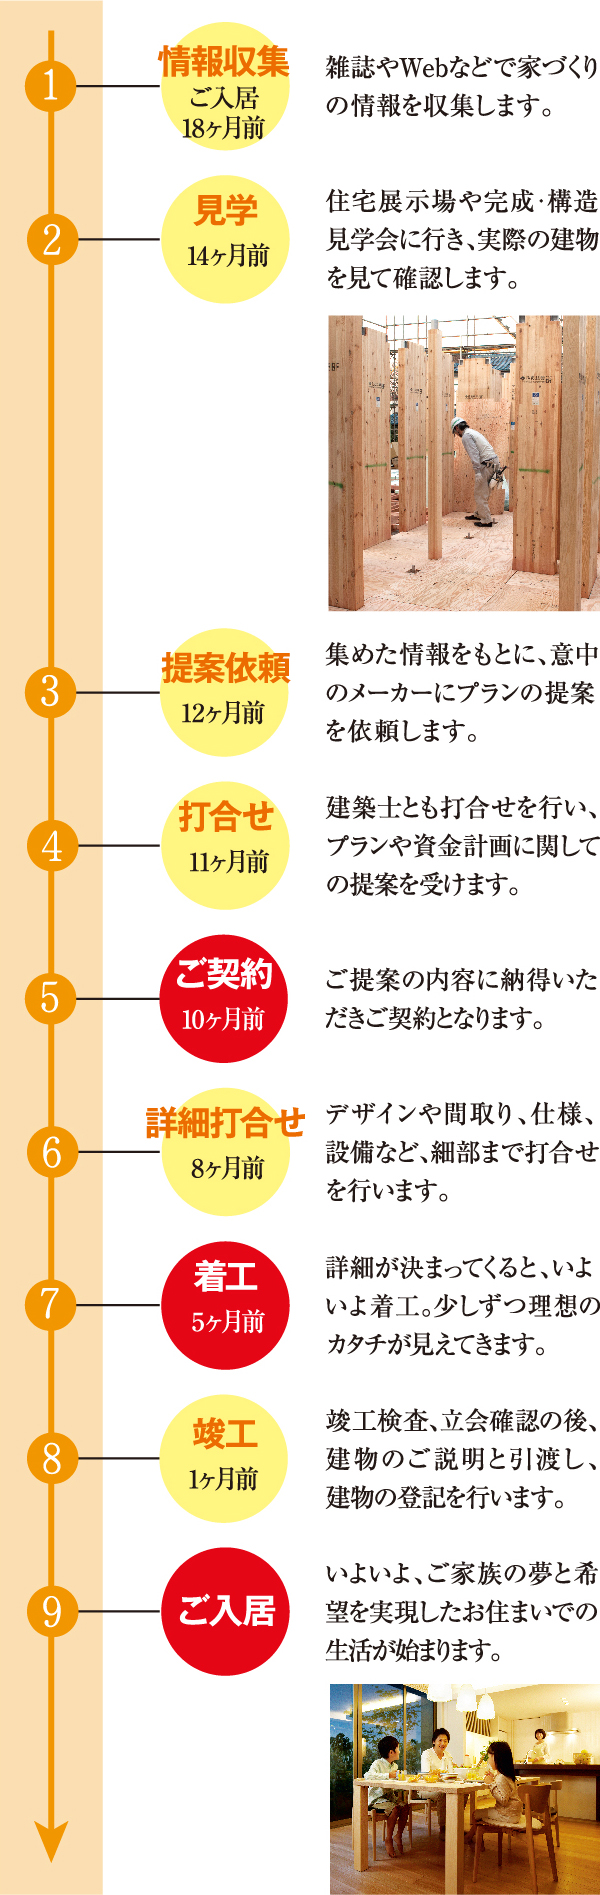 1
情報収集
ご入居
18ヶ月前
雑誌やWebなどで家づくり
の情報を収集します。
2
見学
14ヶ月前
住宅展示場や完成・構造
見学会に行き、実際の建物
を見て確認します。
3
提案依頼
12ヶ月前
集めた情報をもとに、意中
のメーカーにプランの提案
を依頼します。
4
打合せ
11ヶ月前
建築士とも打合せを行い、
プランや資金計画に関して
の提案を受けます。
5
ご契約
10ヶ月前
ご提案の内容に納得いた
だきご契約となります。
6
詳細打合せ
8ヶ月前
デザインや間取り、仕様、
設備など、細部まで打合せ
を行います。
7
着工
5ヶ月前
詳細が決まってくると、いよ
いよ着工。少しずつ理想の
カタチが見えてきます。
8
竣工
1ヶ月前
竣工検査、立会確認の後、
建物のご説明と引渡し、
建物の登記を行います。
9
ご入居
いよいよ、ご家族の夢と希
望を実現したお住まいでの
生活が始まります。